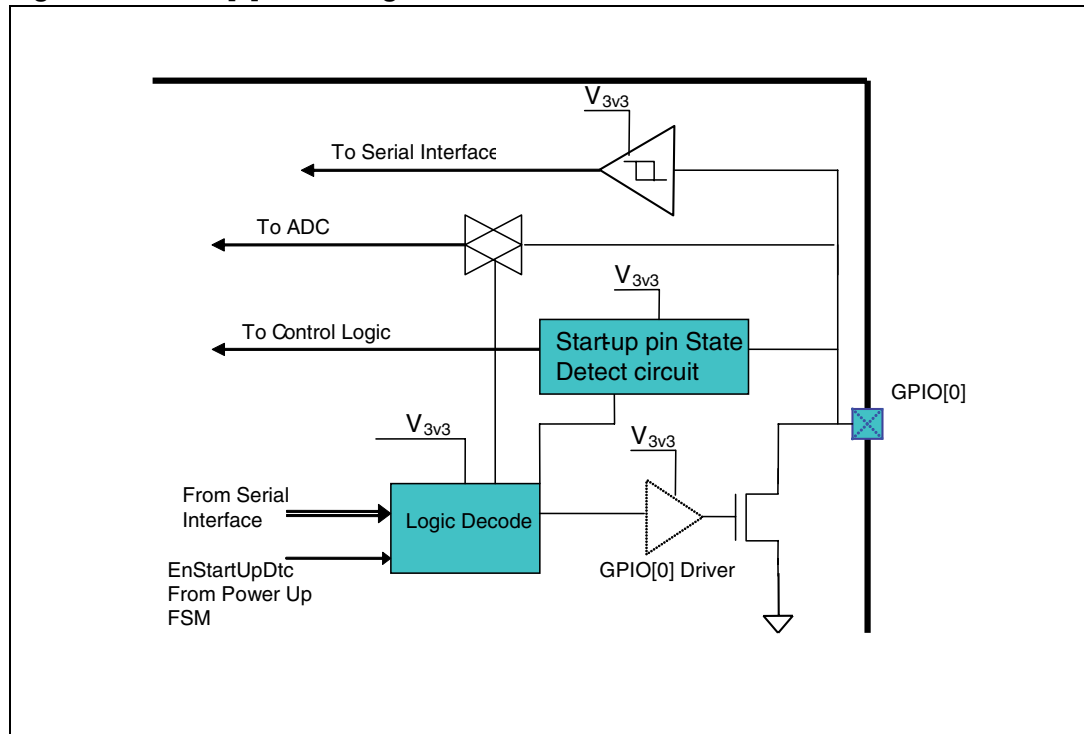 V3v3
To Serial Interface
To ADC
V3v3
To Control Logic
Start-up pin State
Detect circuit
GPIO[0]
V3v3
V3v3
From Serial
Interface
Logic Decode
GPIO[0] Driver
EnStartUpDtc
From Power Up
FSM